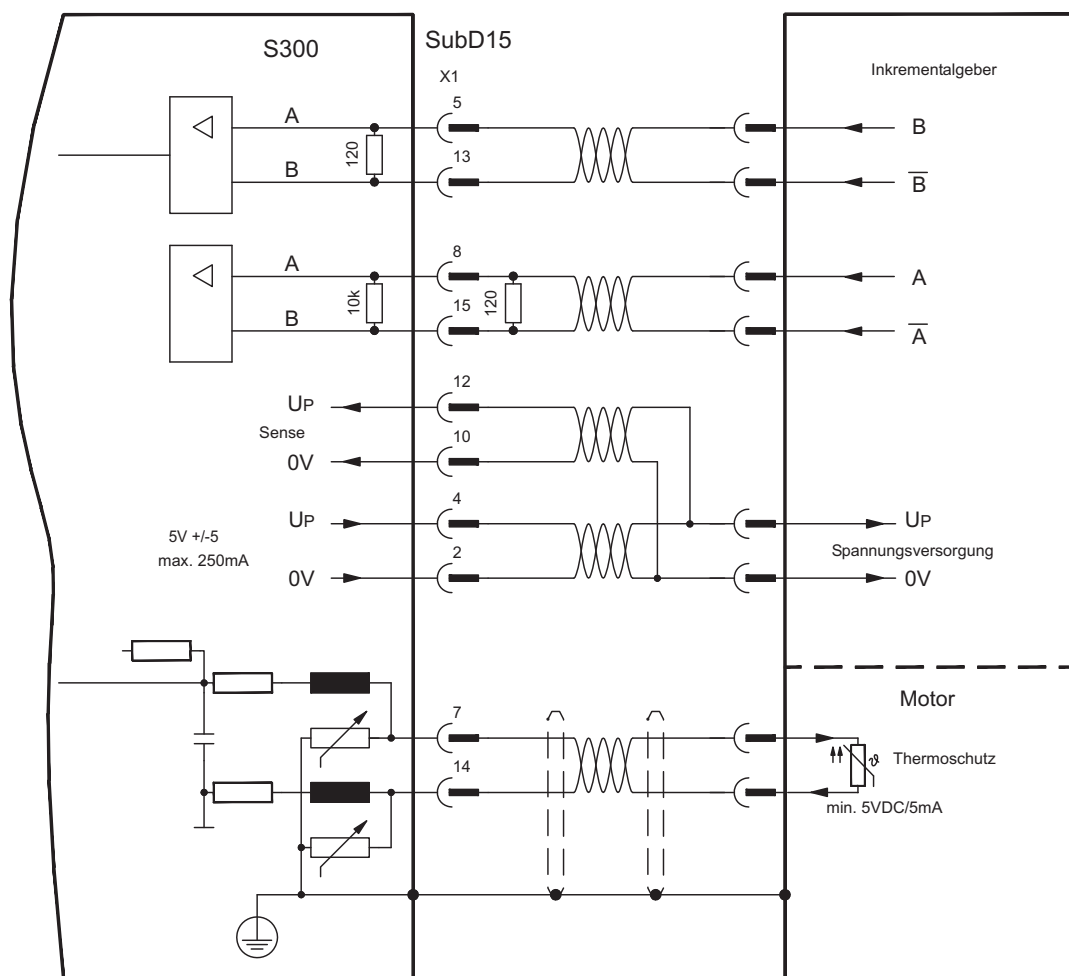 S300
SubD15
X1
Inkrementalgeber
A
5
B
120
B
13
B̅
A
8
A
10k
120
B
15
A̅
UP
12
Sense
0V
10
UP
4
UP
5V +/-5
max. 250mA
Spannungsversorgung
0V
2
0V
Motor
7
14
ϑ
Thermoschutz
min. 5VDC/5mA